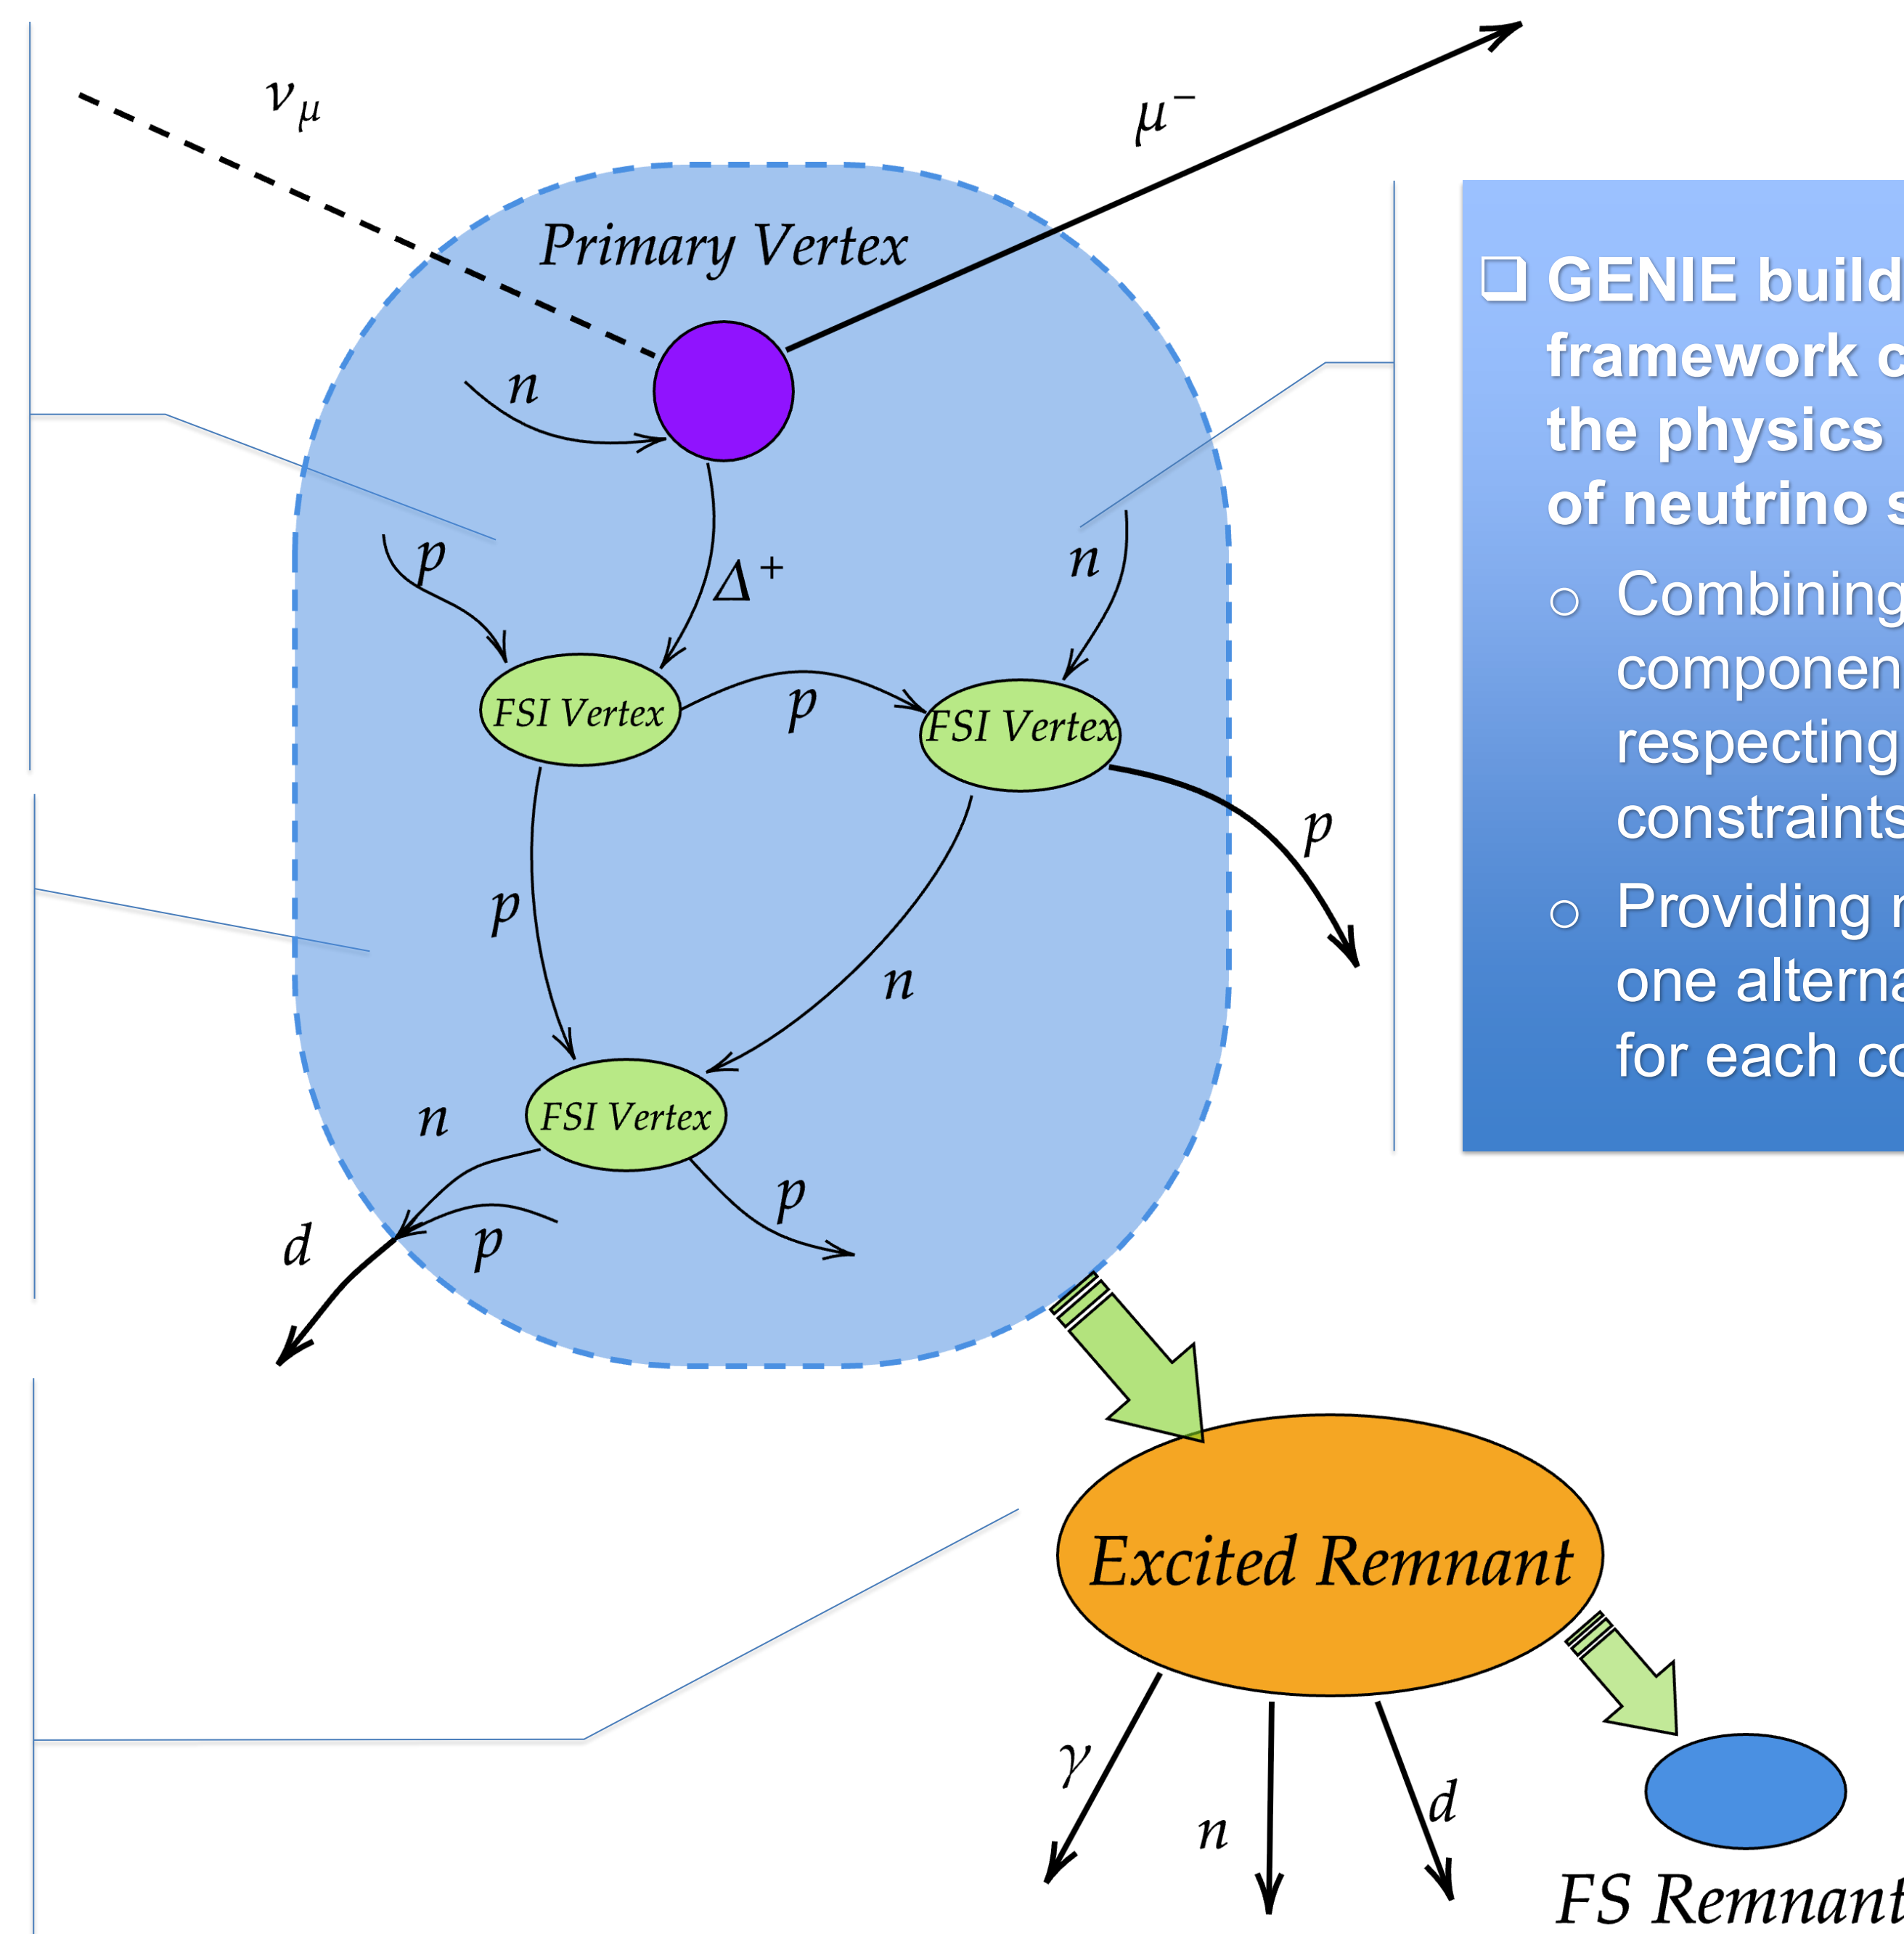 ν_μ
μ⁻
Primary Vertex
n
p
Δ⁺
n
FSI Vertex
p
FSI Vertex
p
p
n
FSI Vertex
n
p
p
d
Excited Remnant
γ
n
d
FS Remnant
❑ GENIE build
framework
the physics
of neutrino
○ Combining
componen
respecting
constraints
○ Providing
one alterna
for each